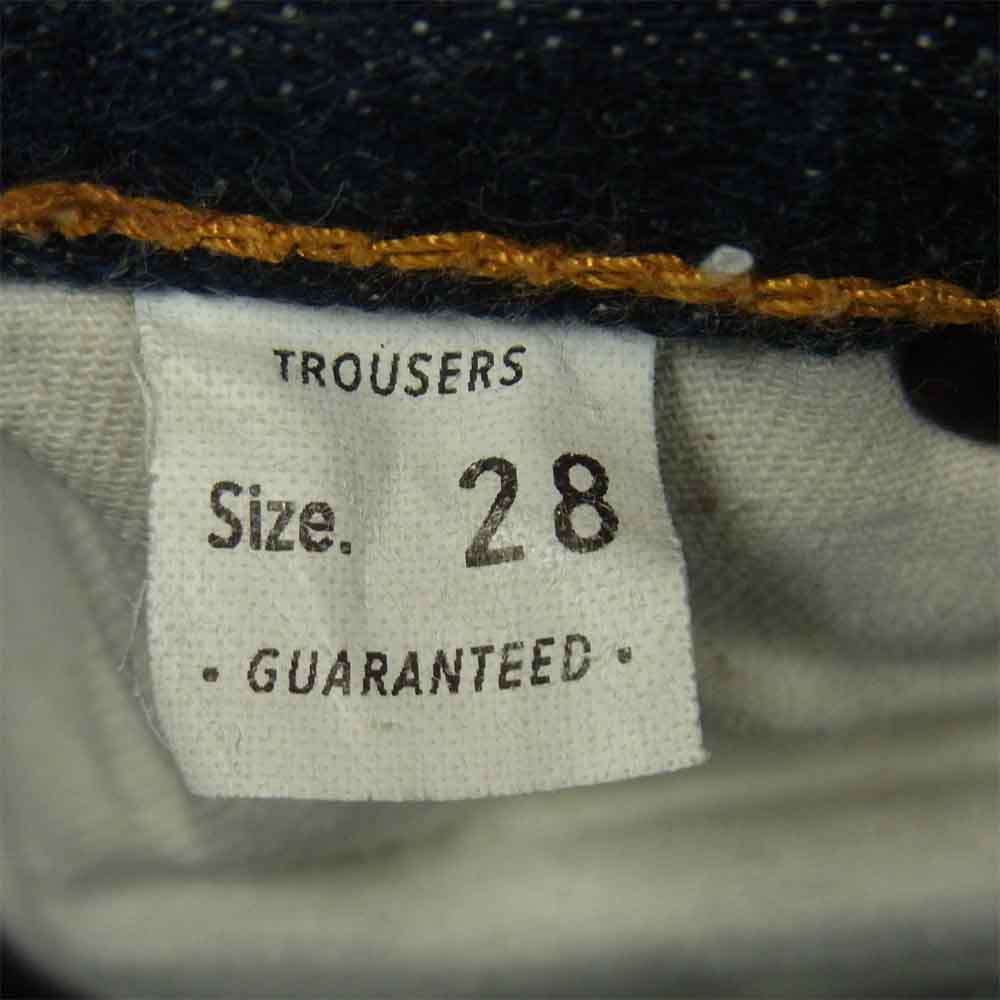 TROUSERS
Size. 28
· GUARANTEED ·